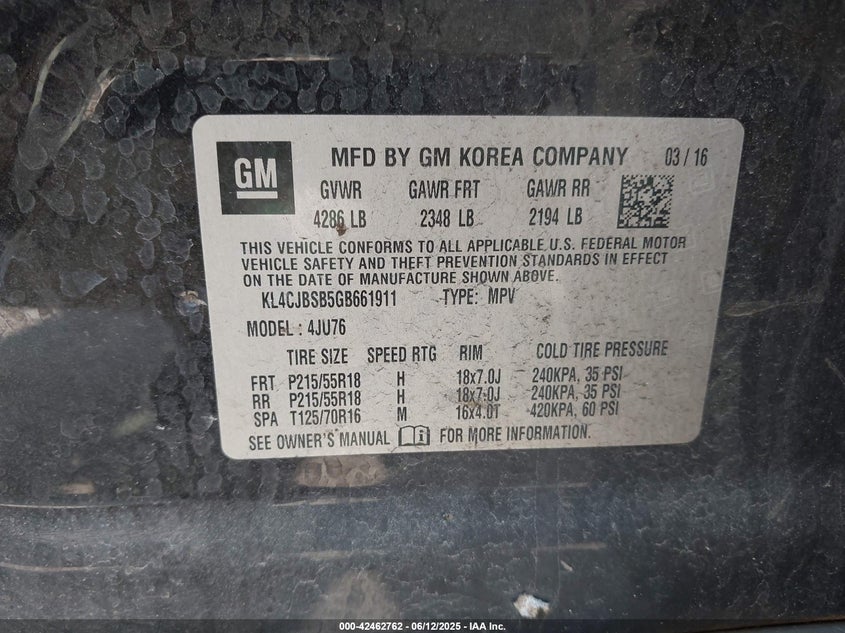 GM
MFD BY GM KOREA COMPANY 03 / 16
GVWR GAWR FRT GAWR RR
4286 LB 2348 LB 2194 LB
THIS VEHICLE CONFORMS TO ALL APPLICABLE U.S. FEDERAL MOTOR
VEHICLE SAFETY AND THEFT PREVENTION STANDARDS IN EFFECT
ON THE DATE OF MANUFACTURE SHOWN ABOVE.
KL4CJBSB5GB661911 TYPE: MPV
MODEL : 4JU76
TIRE SIZE SPEED RTG RIM COLD TIRE PRESSURE
FRT P215/55R18 H 18x7.0J 240KPA, 35 PSI
RR P215/55R18 H 18x7.0J 240KPA, 35 PSI
SPA T125/70R16 M 16x4.0T 420KPA, 60 PSI
SEE OWNER'S MANUAL FOR MORE INFORMATION.
000-42462762 - 06/12/2025 - IAA Inc.